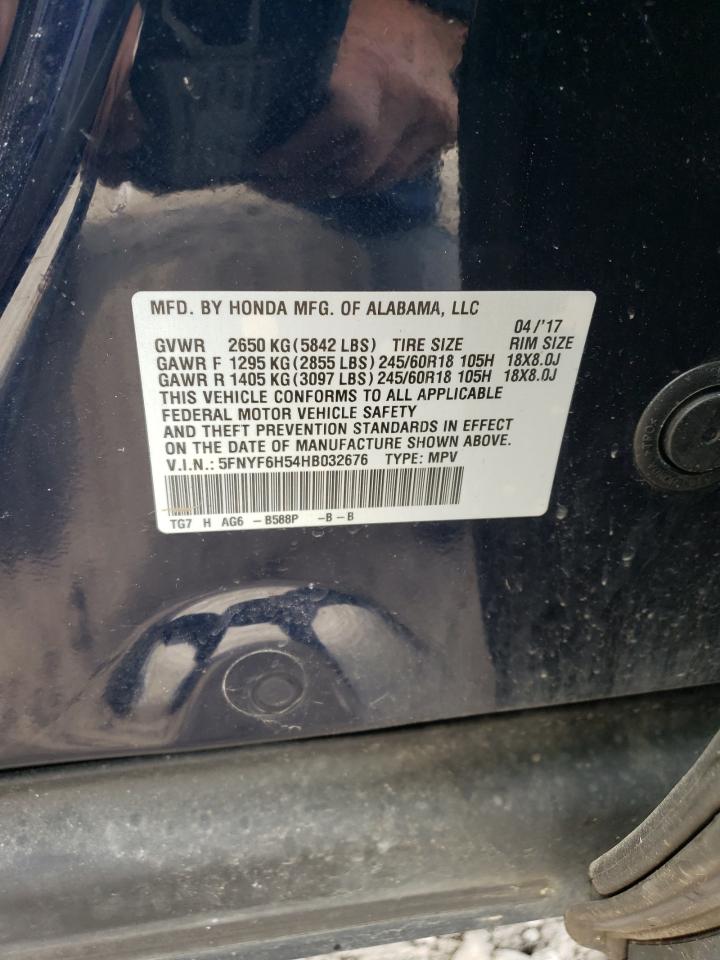 MFD. BY HONDA MFG. OF ALABAMA, LLC
04/'17
GVWR 2650 KG(5842 LBS) TIRE SIZE RIM SIZE
GAWR F 1295 KG(2855 LBS) 245/60R18 105H 18X8.0J
GAWR R 1405 KG(3097 LBS) 245/60R18 105H 18X8.0J
THIS VEHICLE CONFORMS TO ALL APPLICABLE
FEDERAL MOTOR VEHICLE SAFETY
AND THEFT PREVENTION STANDARDS IN EFFECT
ON THE DATE OF MANUFACTURE SHOWN ABOVE.
V.I.N.: 5FNYF6H54HB032676 TYPE: MPV
TG7 H AG6 -B588P -B-B